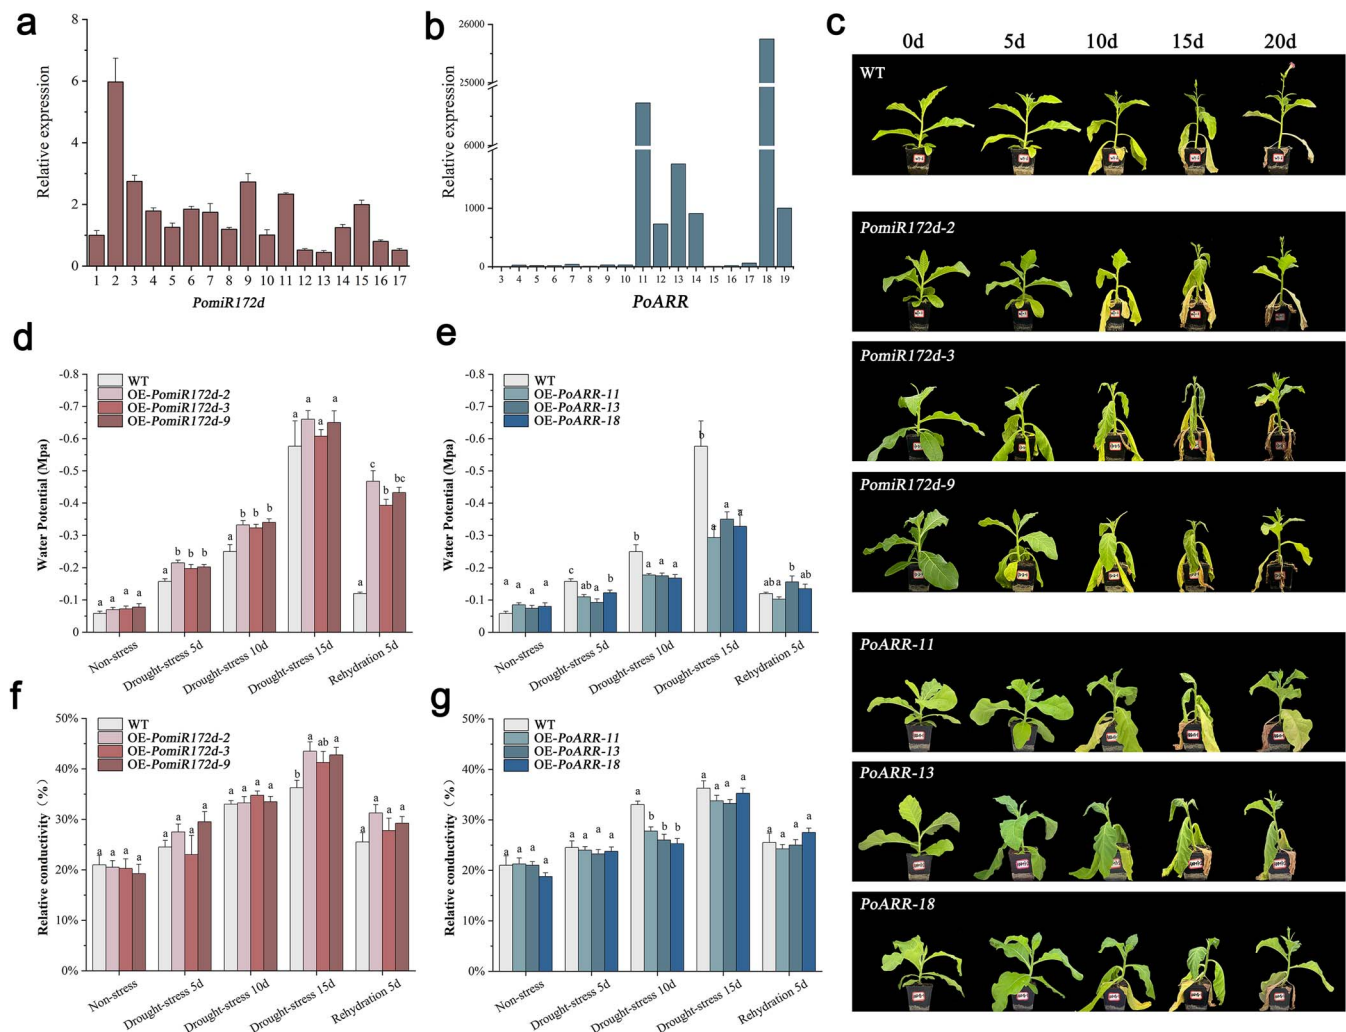 a
8
6
4
2
0
Relative expression
1 2 3 4 5 6 7 8 9 10 11 12 13 14 15 16 17
PomiR172d
b
26000
25000
6000
1000
0
Relative expression
3 4 5 6 7 8 9 10 11 12 13 14 15 16 17 18 19
PoARR
c
0d 5d 10d 15d 20d
WT
PomiR172d-2
PomiR172d-3
PomiR172d-9
PoARR-11
PoARR-13
PoARR-18
d
Water Potential (Mpa)
-0.8
-0.7
-0.6
-0.5
-0.4
-0.3
-0.2
-0.1
0
WT
OE-PomiR172d-2
OE-PomiR172d-3
OE-PomiR172d-9
a a a a
a b b b
a b b b
a a a a
a c b bc
Non-stress
Drought-stress 5d
Drought-stress 10d
Drought-stress 15d
Rehydration 5d
e
Water Potential (Mpa)
-0.8
-0.7
-0.6
-0.5
-0.4
-0.3
-0.2
-0.1
0
WT
OE-PoARR-11
OE-PoARR-13
OE-PoARR-18
a a a a
c ab a b
b a a a
b a a a
ab a b ab
Non-stress
Drought-stress 5d
Drought-stress 10d
Drought-stress 15d
Rehydration 5d
f
Relative conductivity (%)
50%
40%
30%
20%
10%
0%
WT
OE-PomiR172d-2
OE-PomiR172d-3
OE-PomiR172d-9
a a a a
a a a a
a a a a
b a ab a
a a a a
Non-stress
Drought-stress 5d
Drought-stress 10d
Drought-stress 15d
Rehydration 5d
g
Relative conductivity (%)
50%
40%
30%
20%
10%
0%
WT
OE-PoARR-11
OE-PoARR-13
OE-PoARR-18
a a a a
a a a a
a b b b
a a a a
a a a a
Non-stress
Drought-stress 5d
Drought-stress 10d
Drought-stress 15d
Rehydration 5d